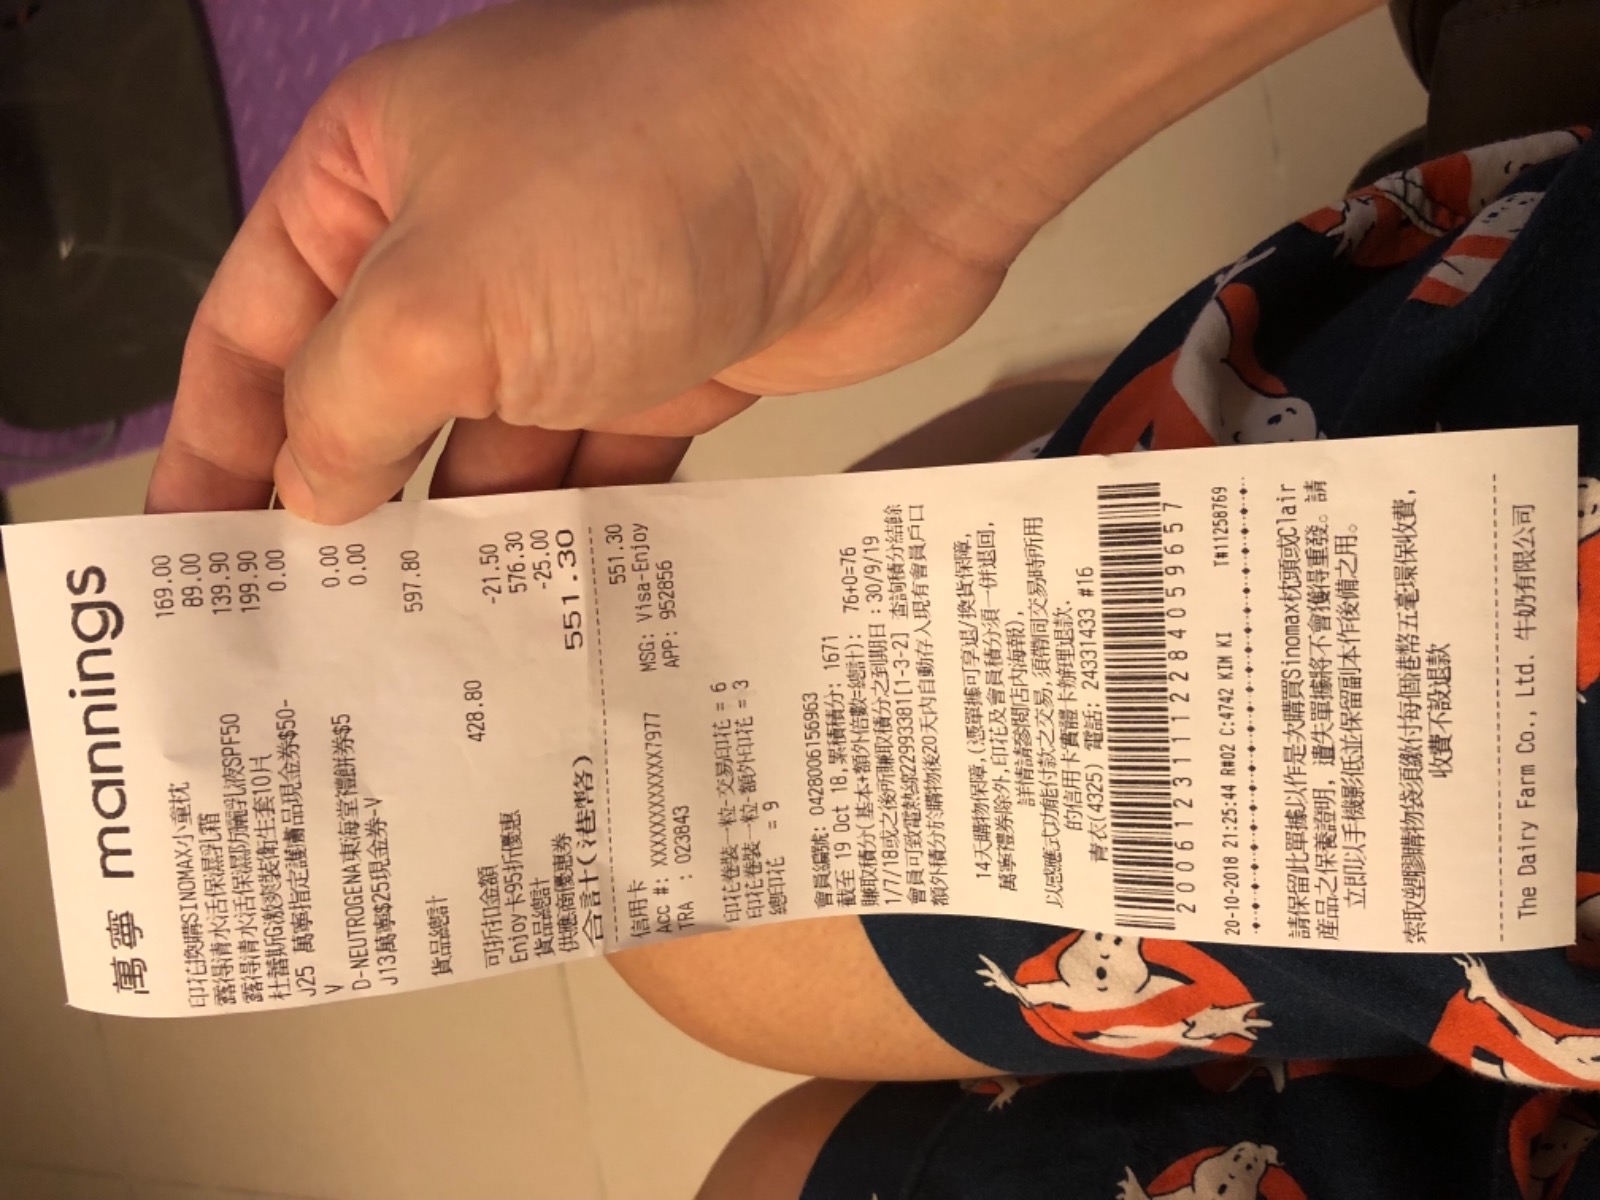 萬寧 mannings
印花換購SINOMAX小童枕 169.00
露得清水活保濕乳霜 89.00
露得清水活保濕防曬乳液SPF50 139.90
杜蕾斯G激爽裝衛生套10片 199.90
J25 萬寧指定護膚品現金券$50- 0.00
V
D-NEUTROGENA東海堂禮餅券$5 0.00
J13萬寧$25現金券-V 0.00
貨品總計 597.80
可折扣金額 428.80
Enjoy卡95折優惠 -21.50
貨品總計 576.30
供應商優惠券 -25.00
合計(港幣) 551.30
信用卡 551.30
ACC #: XXXXXXXXXXXX7977 MSG: Visa-Enjoy
TRA : 023843 APP: 952856
印花卷裝一粒-交易印花 = 6
印花卷裝一粒-額外印花 = 3
總印花 = 9
會員編號: 0428006156963
截至 19 Oct 18,累積積分: 1671
賺取積分(基本+額外倍數=總計): 76+0=76
1/7/18或之後所賺取積分之到期日 : 30/9/19
會員可致電熱線22993381[1-3-2] 查詢積分結餘
額外積分於購物後20天內自動存入現有會員戶口
14天購物保障,(憑單據可享退/換貨保障,
萬寧禮券除外, 印花及會員積分須一併退回,
詳情請參閱店內海報),
以感應式功能付款之交易,須帶同交易時所用
的信用卡實體卡辦理退款.
青衣(4325) 電話: 24331433 #16
2006123111228405 9657
20-10-2018 21:25:44 R#02 C:4742 KIM KI T#11258769
請保留此單據以作是次購買Sinomax枕頭或Clair
產品之保養證明, 遺失單據將不會獲得重發。請
立即以手機影低並保留副本作後備之用。
索取塑膠購物袋須繳付每個港幣五毫環保收費,
收費不設退款
The Dairy Farm Co., Ltd. 牛奶有限公司